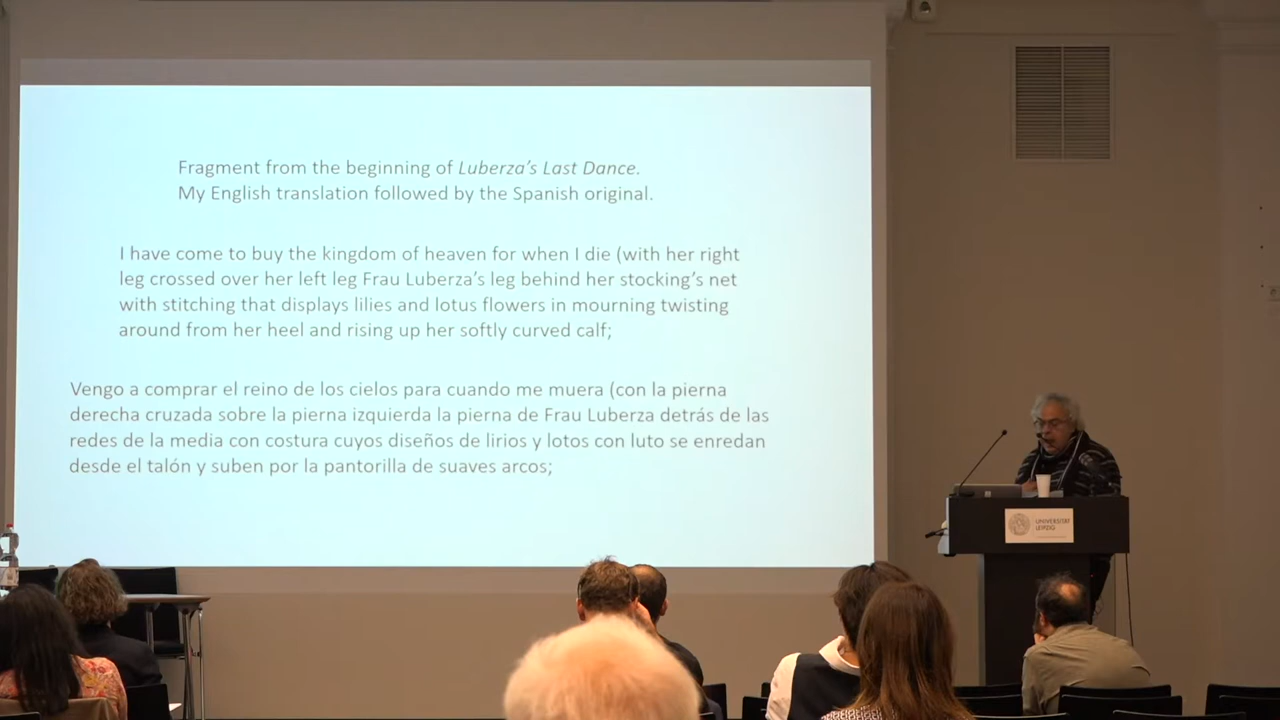 Fragment from the beginning of Luberza's Last Dance.
My English translation followed by the Spanish original.
I have come to buy the kingdom of heaven for when I die (with her right
leg crossed over her left leg Frau Luberza's leg behind her stocking's net
with stitching that displays lilies and lotus flowers in mourning twisting
around from her heel and rising up her softly curved calf;
Vengo a comprar el reino de los cielos para cuando me muera (con la pierna
derecha cruzada sobre la pierna izquierda la pierna de Frau Luberza detrás de las
redes de la media con costura cuyos diseños de lirios y lotos con luto se enredan
desde el talón y suben por la pantorilla de suaves arcos;
UNIVERSITÄT
LEIPZIG